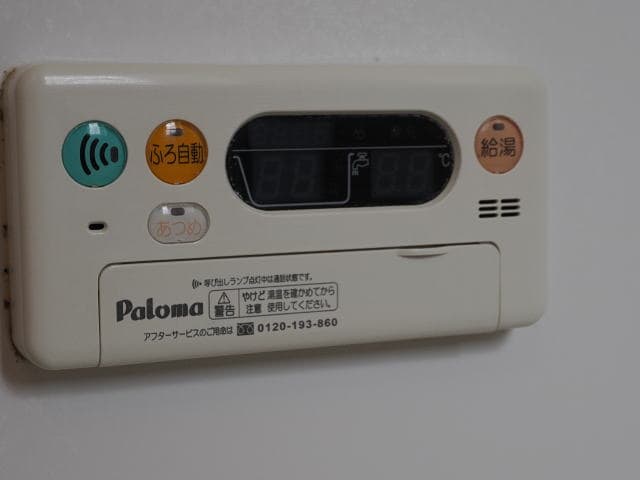 ふろ自動
給湯
℃
あつめ
呼び出しランプ点灯中は通話状態です。
Paloma
警告
やけど 湯温を確かめてから
注意 使用してください。
アフターサービスのご用命は 0120-193-860